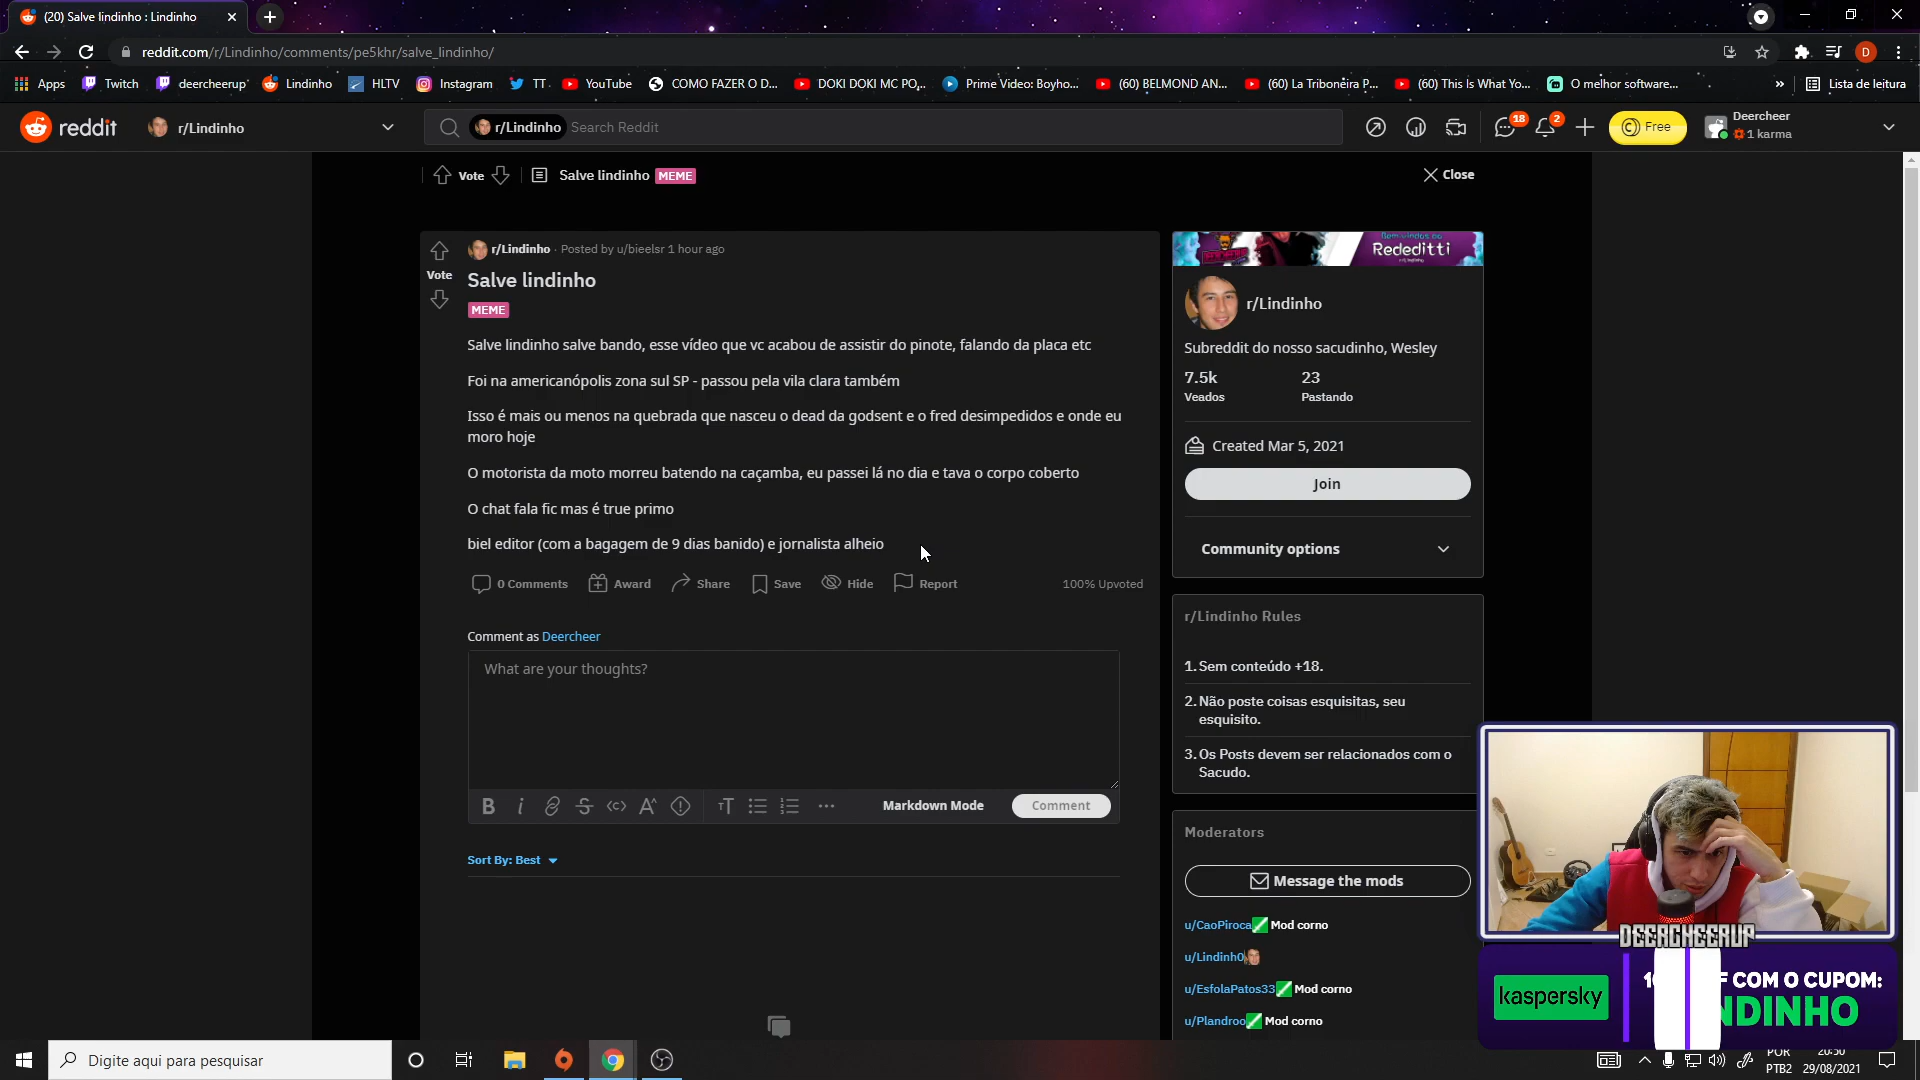 (20) Salve lindinho : Lindinho
reddit.com/r/Lindinho/comments/pe5khr/salve_lindinho/
Apps Twitch deercheerup Lindinho HLTV Instagram TT YouTube COMO FAZER O D... DOKI DOKI MC PO... Prime Video: Boyho... (60) BELMOND AN... (60) La Triboneira P... (60) This Is What Yo... O melhor software... » Lista de leitura
reddit r/Lindinho r/Lindinho Search Reddit 18 2 Free Deercheer
1 karma
Vote Salve lindinho MEME Close
r/Lindinho · Posted by u/bieelsr 1 hour ago
Vote
Salve lindinho
MEME
Salve lindinho salve bando, esse vídeo que vc acabou de assistir do pinote, falando da placa etc
Foi na americanópolis zona sul SP - passou pela vila clara também
Isso é mais ou menos na quebrada que nasceu o dead da godsent e o fred desimpedidos e onde eu
moro hoje
O motorista da moto morreu batendo na caçamba, eu passei lá no dia e tava o corpo coberto
O chat fala fic mas é true primo
biel editor (com a bagagem de 9 dias banido) e jornalista alheio
0 Comments Award Share Save Hide Report 100% Upvoted
Comment as Deercheer
What are your thoughts?
Markdown Mode Comment
Sort By: Best
Bem vindos ao
Rededitti
r/Lindinho
Subreddit do nosso sacudinho, Wesley
7.5k 23
Veados Pastando
Created Mar 5, 2021
Join
Community options
r/Lindinho Rules
1. Sem conteúdo +18.
2. Não poste coisas esquisitas, seu
esquisito.
3. Os Posts devem ser relacionados com o
Sacudo.
Moderators
Message the mods
u/CaoPiroca Mod corno
u/Lindinh0
u/EsfolaPatos33 Mod corno
u/Plandroo Mod corno
DEERCHEERUP
kaspersky
COM O CUPOM:
NDINHO
Digite aqui para pesquisar
POR
PTB2
20:50
29/08/2021